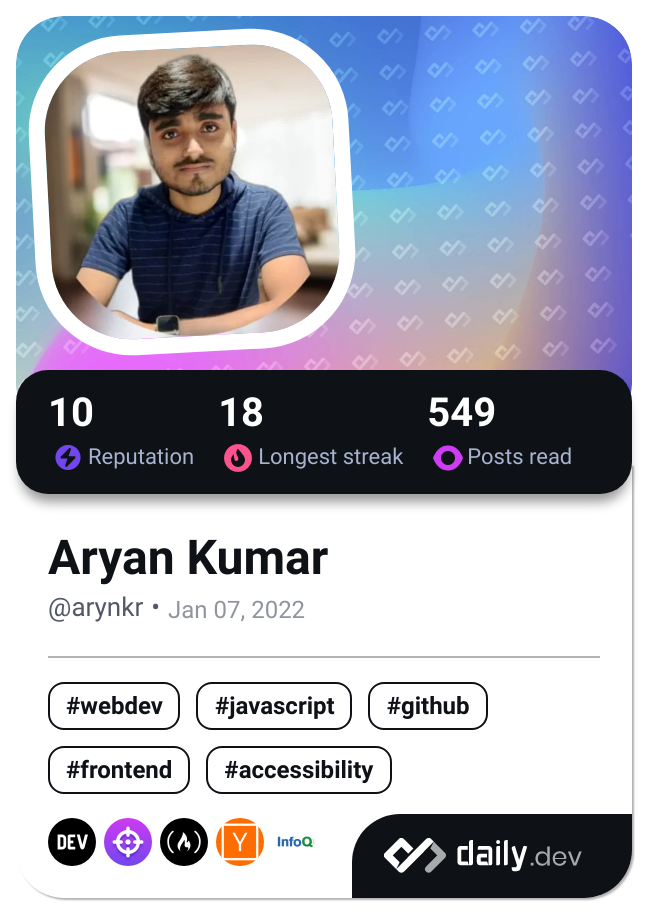 10 18 549
Reputation Longest streak Posts read
Aryan Kumar
@arynkr • Jan 07, 2022
#webdev #javascript #github
#frontend #accessibility
DEV Y InfoQ
daily.dev